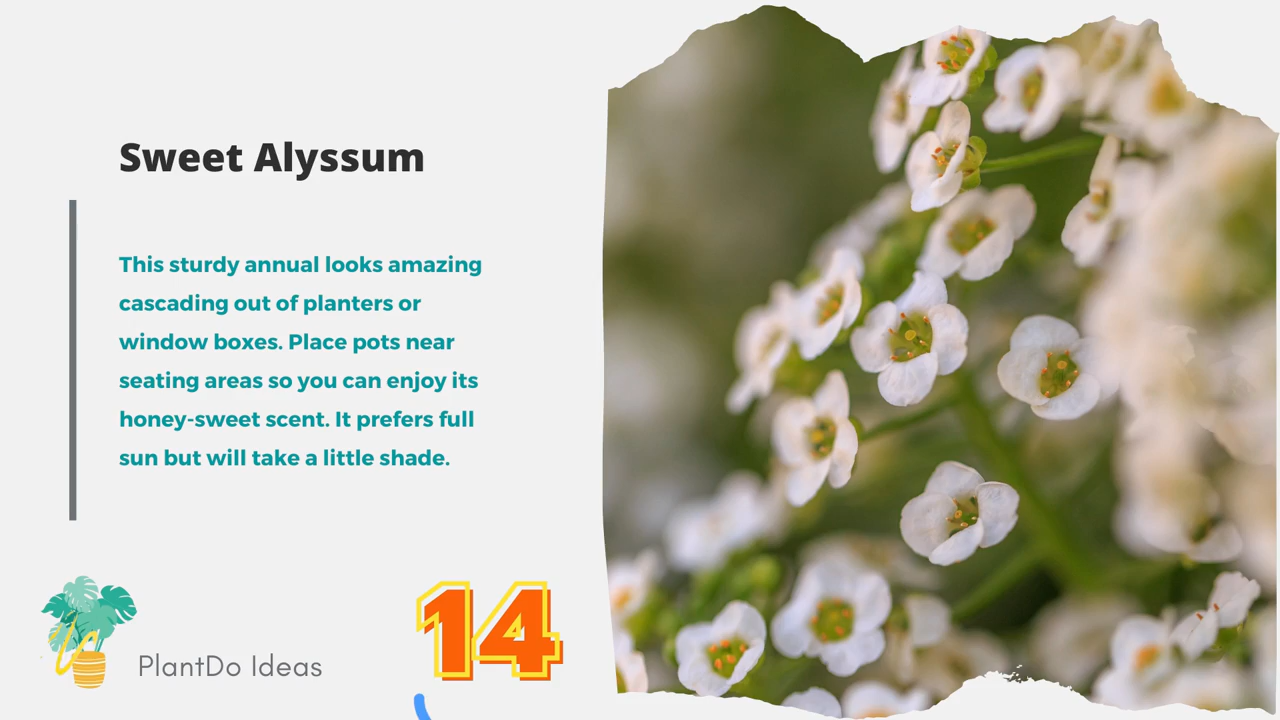 Sweet Alyssum
This sturdy annual looks amazing
cascading out of planters or
window boxes. Place pots near
seating areas so you can enjoy its
honey-sweet scent. It prefers full
sun but will take a little shade.
PlantDo Ideas
14